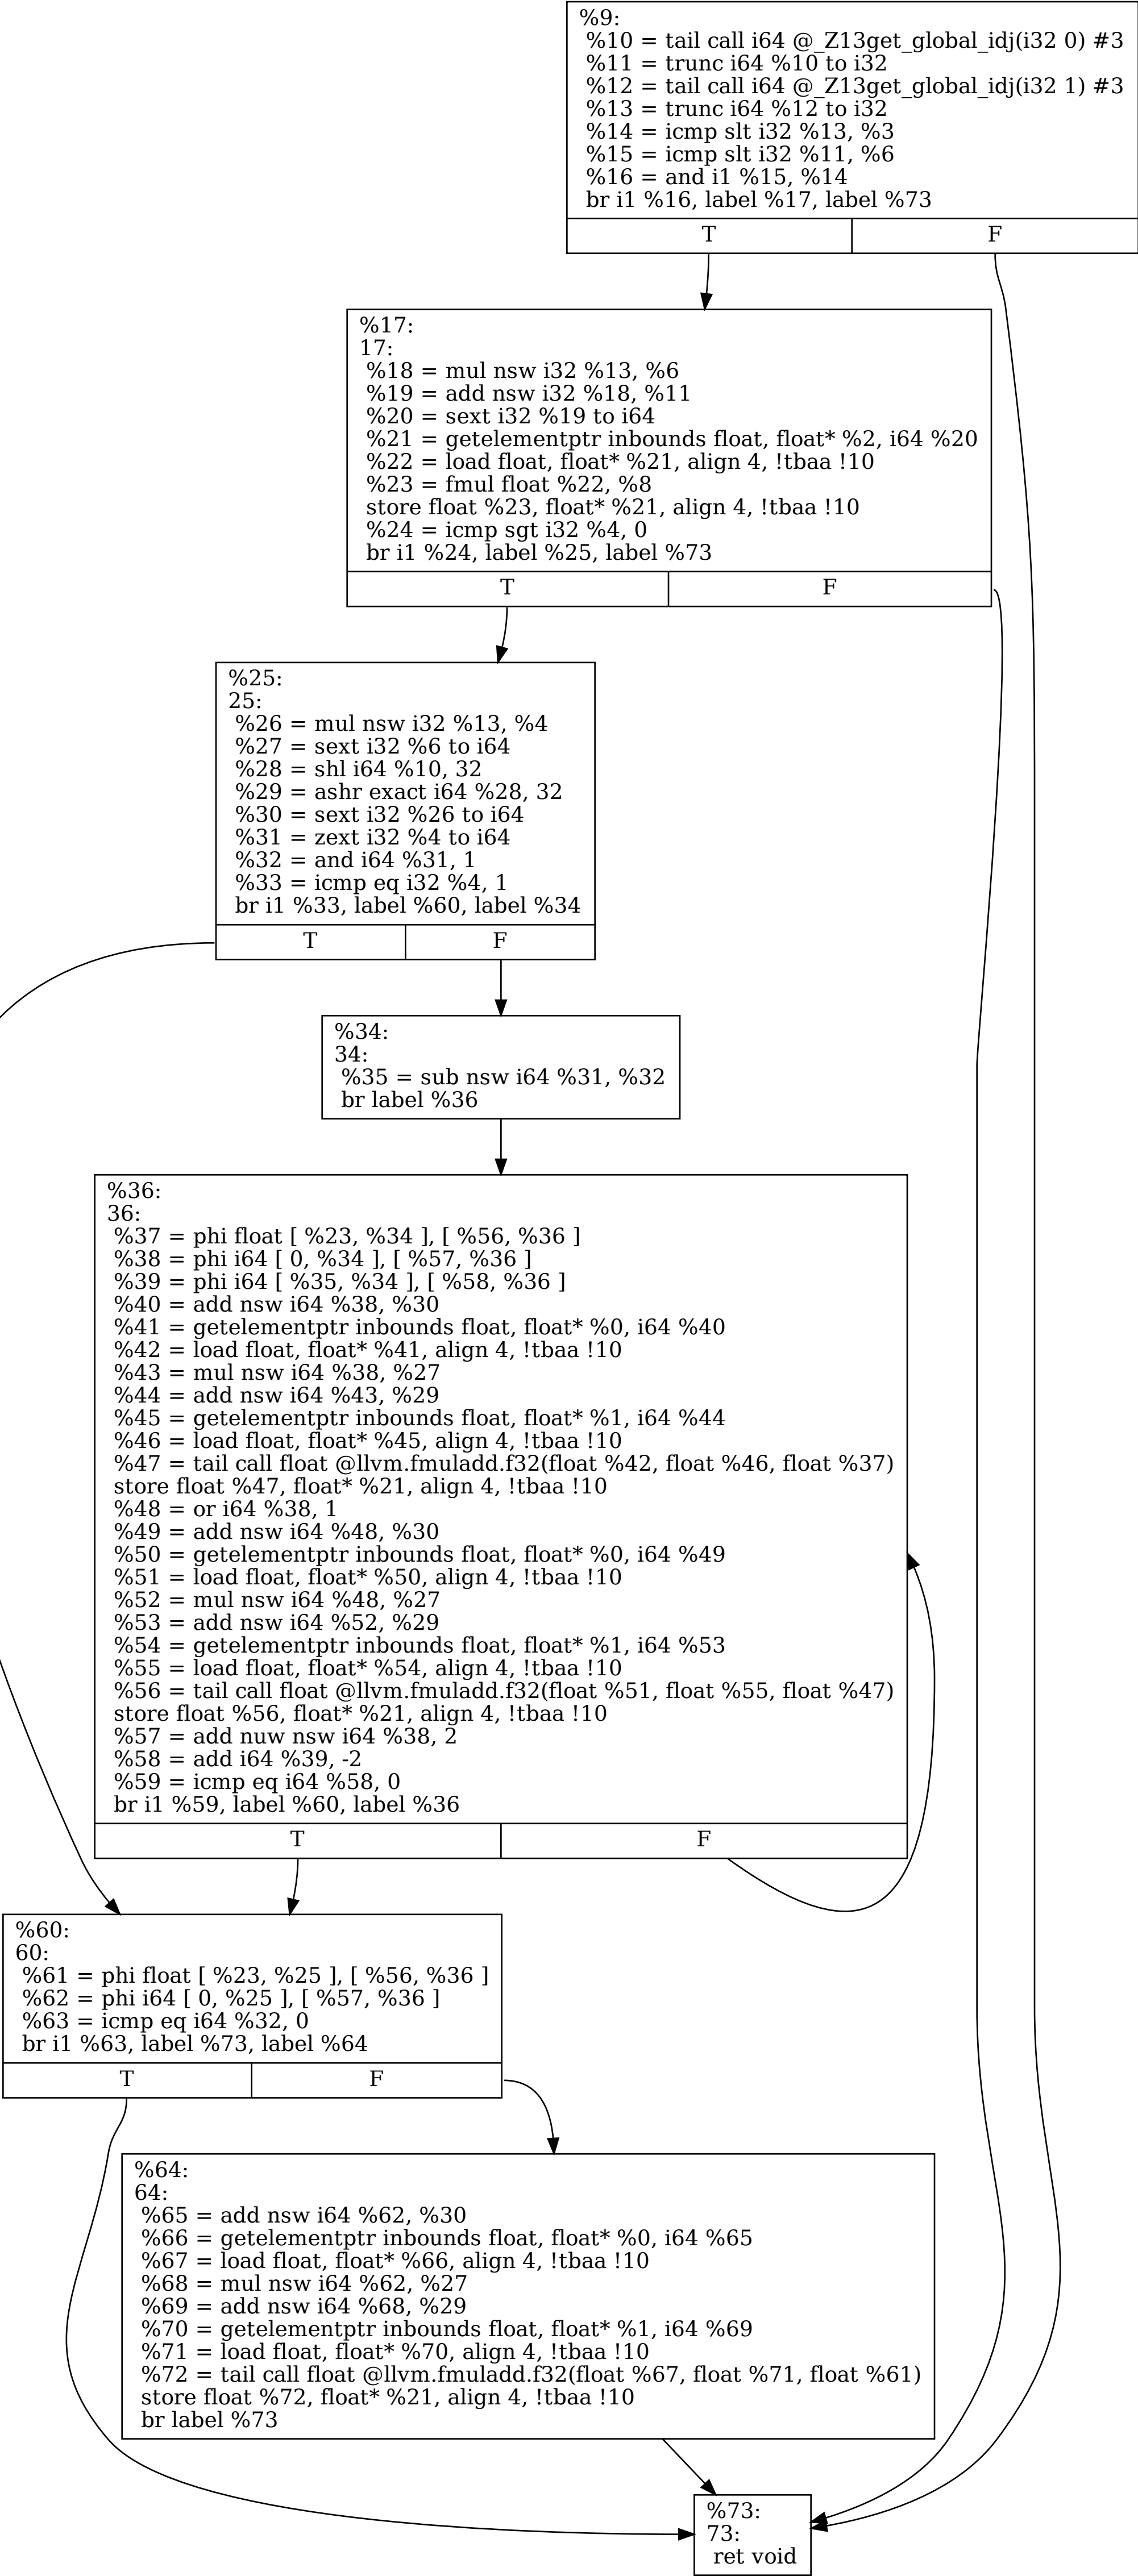 %9:
%10 = tail call i64 @_Z13get_global_idj(i32 0) #3
%11 = trunc i64 %10 to i32
%12 = tail call i64 @_Z13get_global_idj(i32 1) #3
%13 = trunc i64 %12 to i32
%14 = icmp slt i32 %13, %3
%15 = icmp slt i32 %11, %6
%16 = and i1 %15, %14
br i1 %16, label %17, label %73
T F
%17:
17:
%18 = mul nsw i32 %13, %6
%19 = add nsw i32 %18, %11
%20 = sext i32 %19 to i64
%21 = getelementptr inbounds float, float* %2, i64 %20
%22 = load float, float* %21, align 4, !tbaa !10
%23 = fmul float %22, %8
store float %23, float* %21, align 4, !tbaa !10
%24 = icmp sgt i32 %4, 0
br i1 %24, label %25, label %73
T F
%25:
25:
%26 = mul nsw i32 %13, %4
%27 = sext i32 %6 to i64
%28 = shl i64 %10, 32
%29 = ashr exact i64 %28, 32
%30 = sext i32 %26 to i64
%31 = zext i32 %4 to i64
%32 = and i64 %31, 1
%33 = icmp eq i32 %4, 1
br i1 %33, label %60, label %34
T F
%34:
34:
%35 = sub nsw i64 %31, %32
br label %36
%36:
36:
%37 = phi float [ %23, %34 ], [ %56, %36 ]
%38 = phi i64 [ 0, %34 ], [ %57, %36 ]
%39 = phi i64 [ %35, %34 ], [ %58, %36 ]
%40 = add nsw i64 %38, %30
%41 = getelementptr inbounds float, float* %0, i64 %40
%42 = load float, float* %41, align 4, !tbaa !10
%43 = mul nsw i64 %38, %27
%44 = add nsw i64 %43, %29
%45 = getelementptr inbounds float, float* %1, i64 %44
%46 = load float, float* %45, align 4, !tbaa !10
%47 = tail call float @llvm.fmuladd.f32(float %42, float %46, float %37)
store float %47, float* %21, align 4, !tbaa !10
%48 = or i64 %38, 1
%49 = add nsw i64 %48, %30
%50 = getelementptr inbounds float, float* %0, i64 %49
%51 = load float, float* %50, align 4, !tbaa !10
%52 = mul nsw i64 %48, %27
%53 = add nsw i64 %52, %29
%54 = getelementptr inbounds float, float* %1, i64 %53
%55 = load float, float* %54, align 4, !tbaa !10
%56 = tail call float @llvm.fmuladd.f32(float %51, float %55, float %47)
store float %56, float* %21, align 4, !tbaa !10
%57 = add nuw nsw i64 %38, 2
%58 = add i64 %39, -2
%59 = icmp eq i64 %58, 0
br i1 %59, label %60, label %36
T F
%60:
60:
%61 = phi float [ %23, %25 ], [ %56, %36 ]
%62 = phi i64 [ 0, %25 ], [ %57, %36 ]
%63 = icmp eq i64 %32, 0
br i1 %63, label %73, label %64
T F
%64:
64:
%65 = add nsw i64 %62, %30
%66 = getelementptr inbounds float, float* %0, i64 %65
%67 = load float, float* %66, align 4, !tbaa !10
%68 = mul nsw i64 %62, %27
%69 = add nsw i64 %68, %29
%70 = getelementptr inbounds float, float* %1, i64 %69
%71 = load float, float* %70, align 4, !tbaa !10
%72 = tail call float @llvm.fmuladd.f32(float %67, float %71, float %61)
store float %72, float* %21, align 4, !tbaa !10
br label %73
%73:
73:
ret void